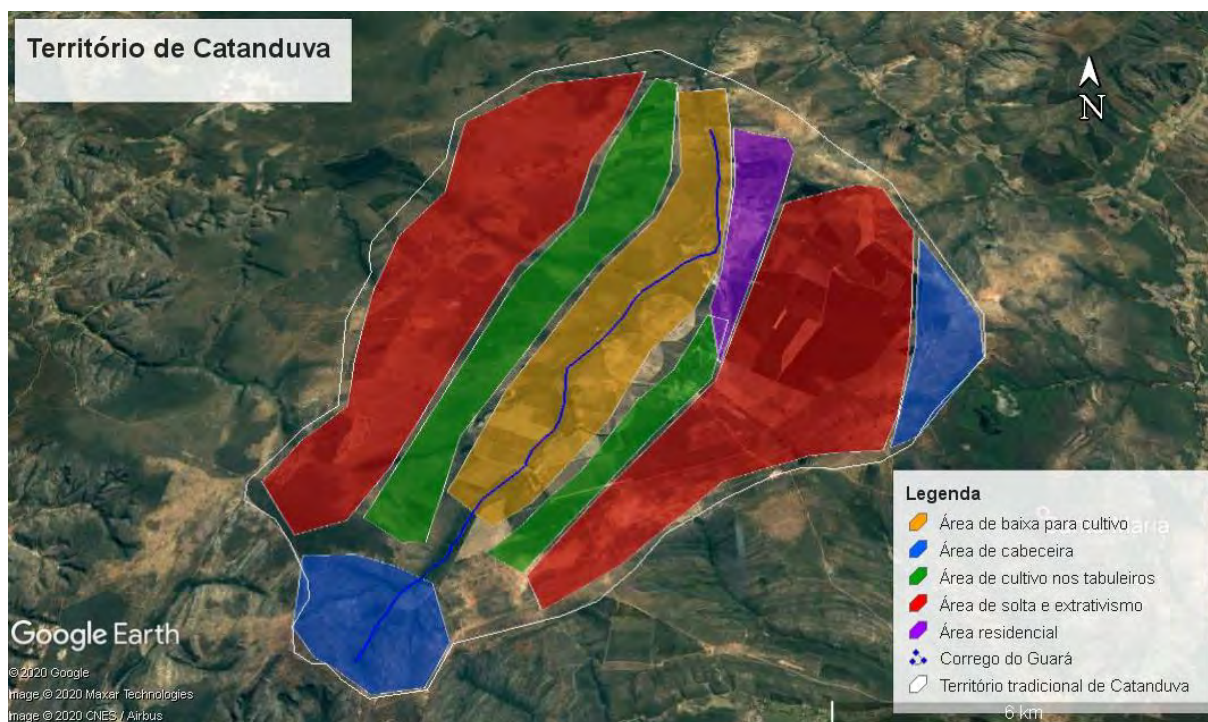 Território de Catanduva
N
Legenda
Área de baixa para cultivo
Área de cabeceira
Área de cultivo nos tabuleiros
Área de solta e extrativismo
Área residencial
Corrego do Guará
Território tradicional de Catanduva
6 km
Google Earth
© 2020 Google
Image © 2020 Maxar Technologies
Image © 2020 CNES / Airbus